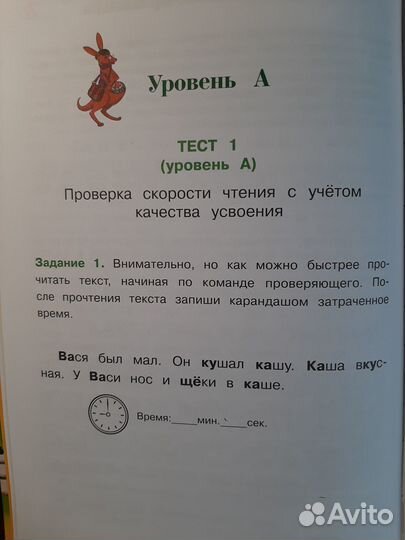 Уровень А
ТЕСТ 1
(уровень А)
Проверка скорости чтения с учётом
качества усвоения
Задание 1. Внимательно, но как можно быстрее про-
читать текст, начиная по команде проверяющего. По-
сле прочтения текста запиши карандашом затраченное
время.
Вася был мал. Он кушал кашу. Каша вкус-
ная. У Васи нос и щёки в каше.
Время:____мин.____сек.
Avito